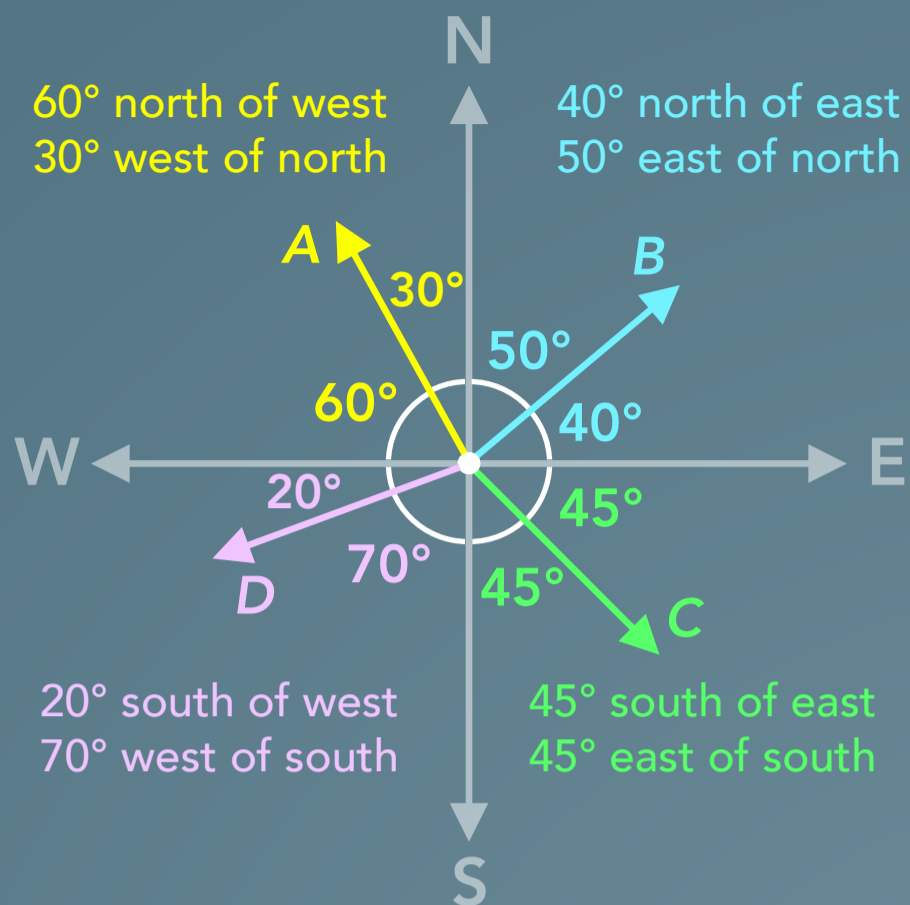 N
60° north of west
30° west of north
40° north of east
50° east of north
A
B
30°
50°
60°
40°
W
E
20°
45°
70°
45°
D
C
20° south of west
70° west of south
45° south of east
45° east of south
S